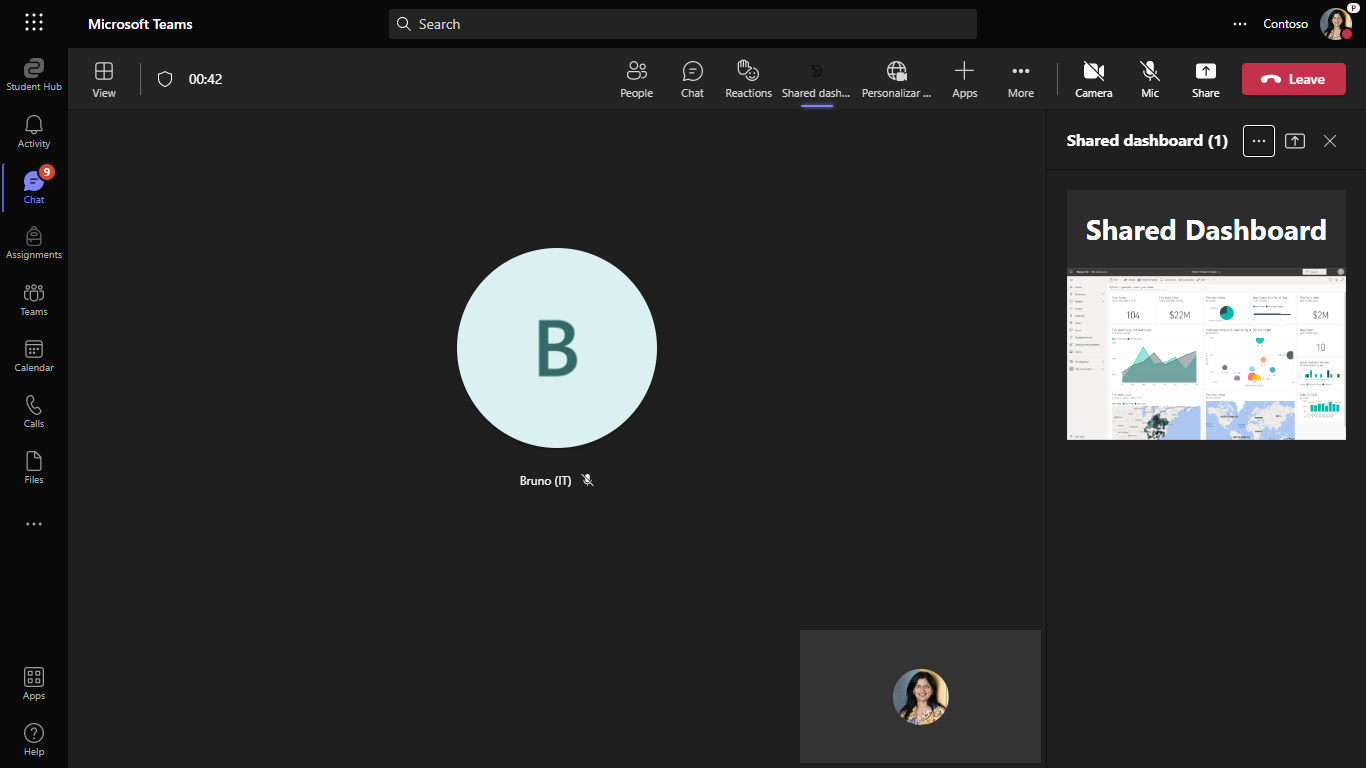 Microsoft Teams
Search
Contoso
P
Student Hub
Activity
9
Chat
Assignments
Teams
Calendar
Calls
Files
Apps
Help
View
00:42
People
Chat
Reactions
Shared dash...
Personalizar ...
Apps
More
Camera
Mic
Share
Leave
B
Bruno (IT)
Shared dashboard (1)
Shared Dashboard
104
$22M
$2M
10